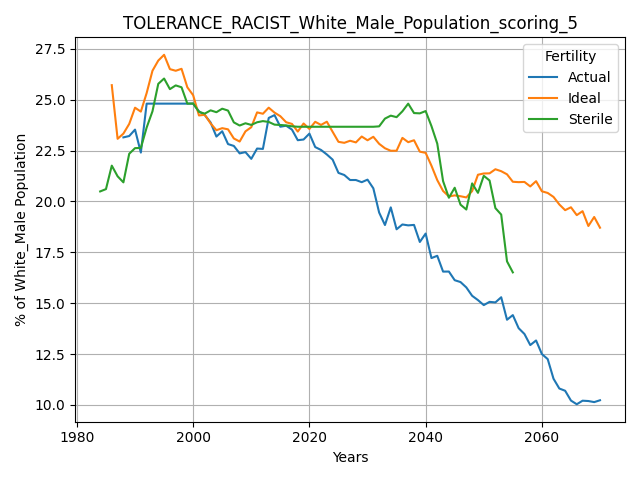 TOLERANCE_RACIST_White_Male_Population_scoring_5
Fertility
Actual
Ideal
Sterile
% of White_Male Population
27.5
25.0
22.5
20.0
17.5
15.0
12.5
10.0
1980
2000
2020
2040
2060
Years